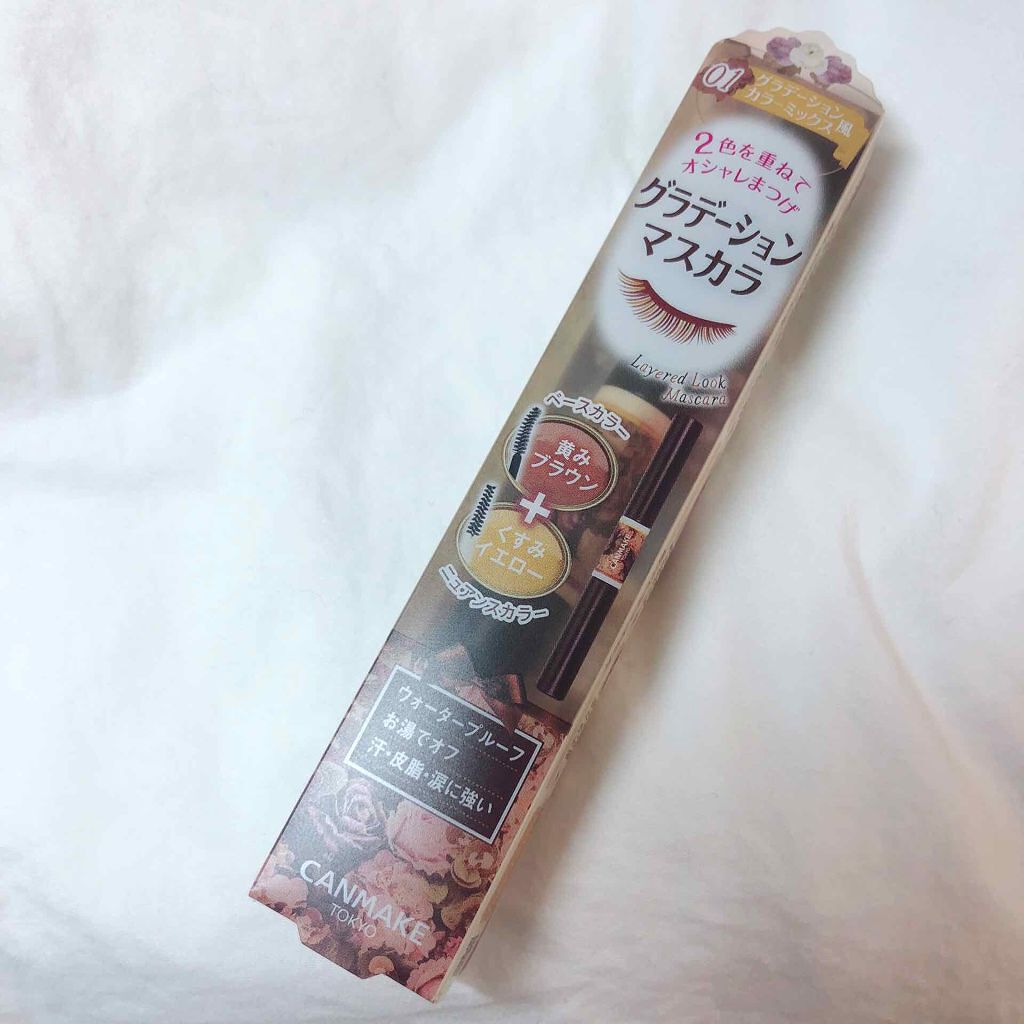 01
グラデーション風
カラーミックス
2色を重ねて
オシャレまつげ
グラデーション
マスカラ
Layered Look
Mascara
ベースカラー
黄み
ブラウン
+
くすみ
イエロー
ニュアンスカラー
CANMAKE
ウォータープルーフ
お湯でオフ
汗・皮脂・涙に強い
CANMAKE
TOKYO